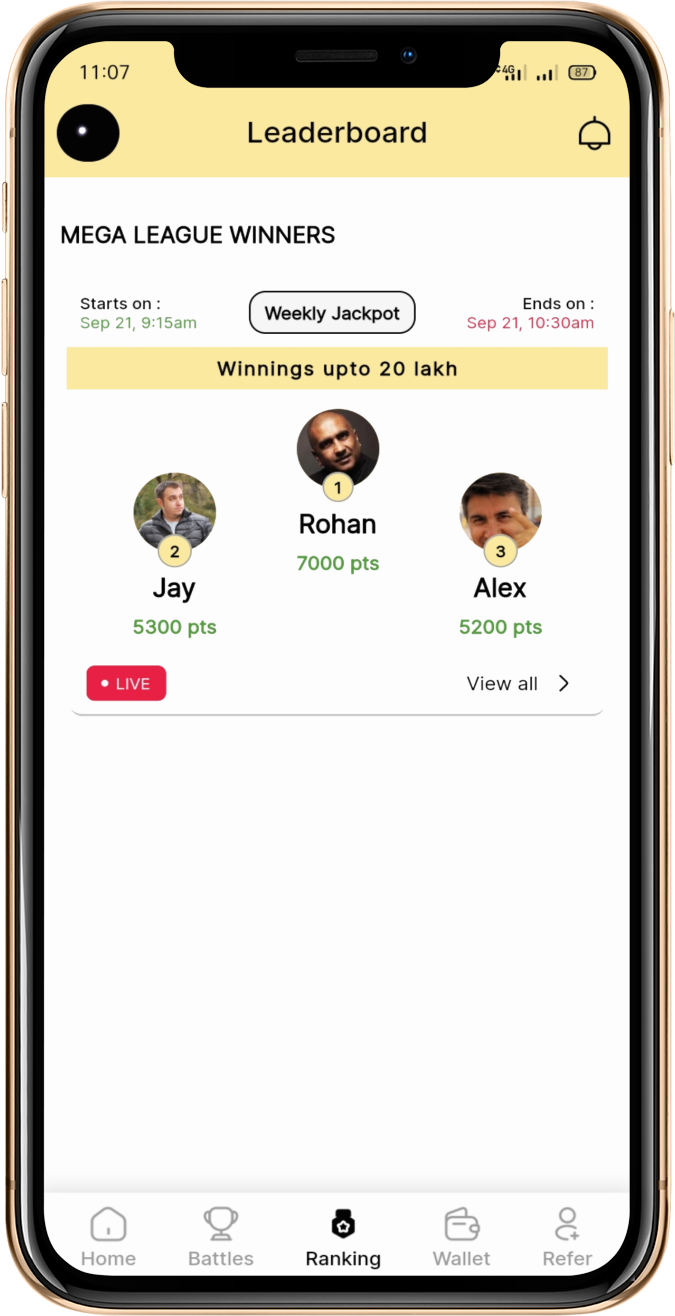 11:07
4G
87
Leaderboard
MEGA LEAGUE WINNERS
Starts on :
Sep 21, 9:15am
Weekly Jackpot
Ends on :
Sep 21, 10:30am
Winnings upto 20 lakh
1
Rohan
7000 pts
2
Jay
5300 pts
3
Alex
5200 pts
LIVE
View all
Home
Battles
Ranking
Wallet
Refer